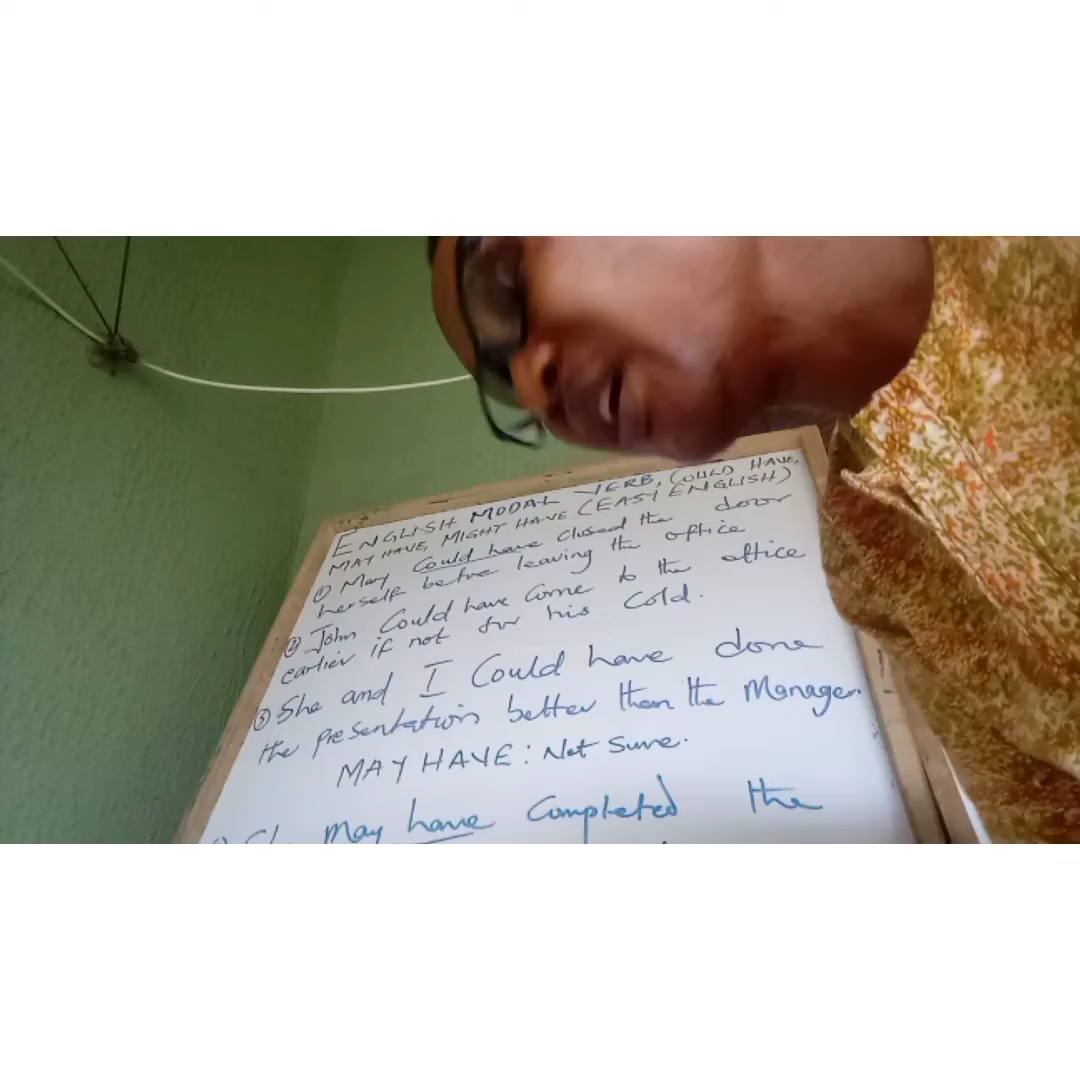 ENGLISH MODAL VERB, COULD HAVE,
MAY HAVE, MIGHT HAVE (EASY ENGLISH)
① May Could have closed the door
herself before leaving the office
② John Could have Come to the office
earlier if not for his Cold.
③ She and I Could have done
the presentation better than the Manager.
MAY HAVE: Not Sure.
may have Completed the